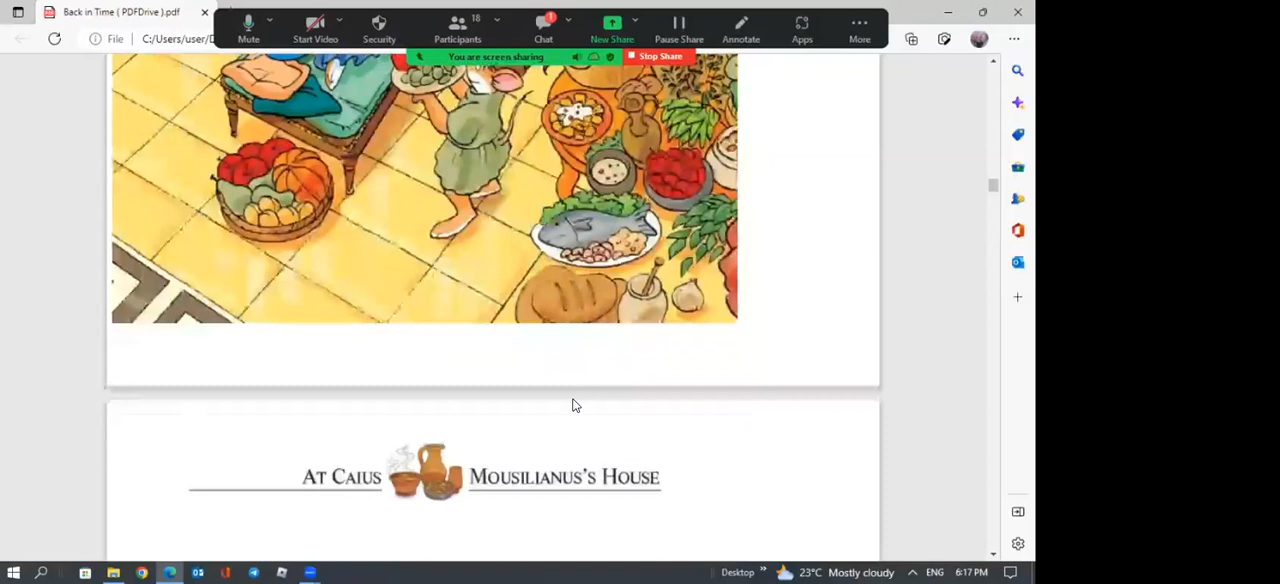 Back in Time ( PDFDrive ).pdf
18
1
Mute
Start Video
Security
Participants
Chat
New Share
Pause Share
Annotate
Apps
More
File
C:/Users/user/D
You are screen sharing
Stop Share
AT CAIUS MOUSILIANUS'S HOUSE
Desktop
23°C Mostly cloudy
ENG
6:17 PM